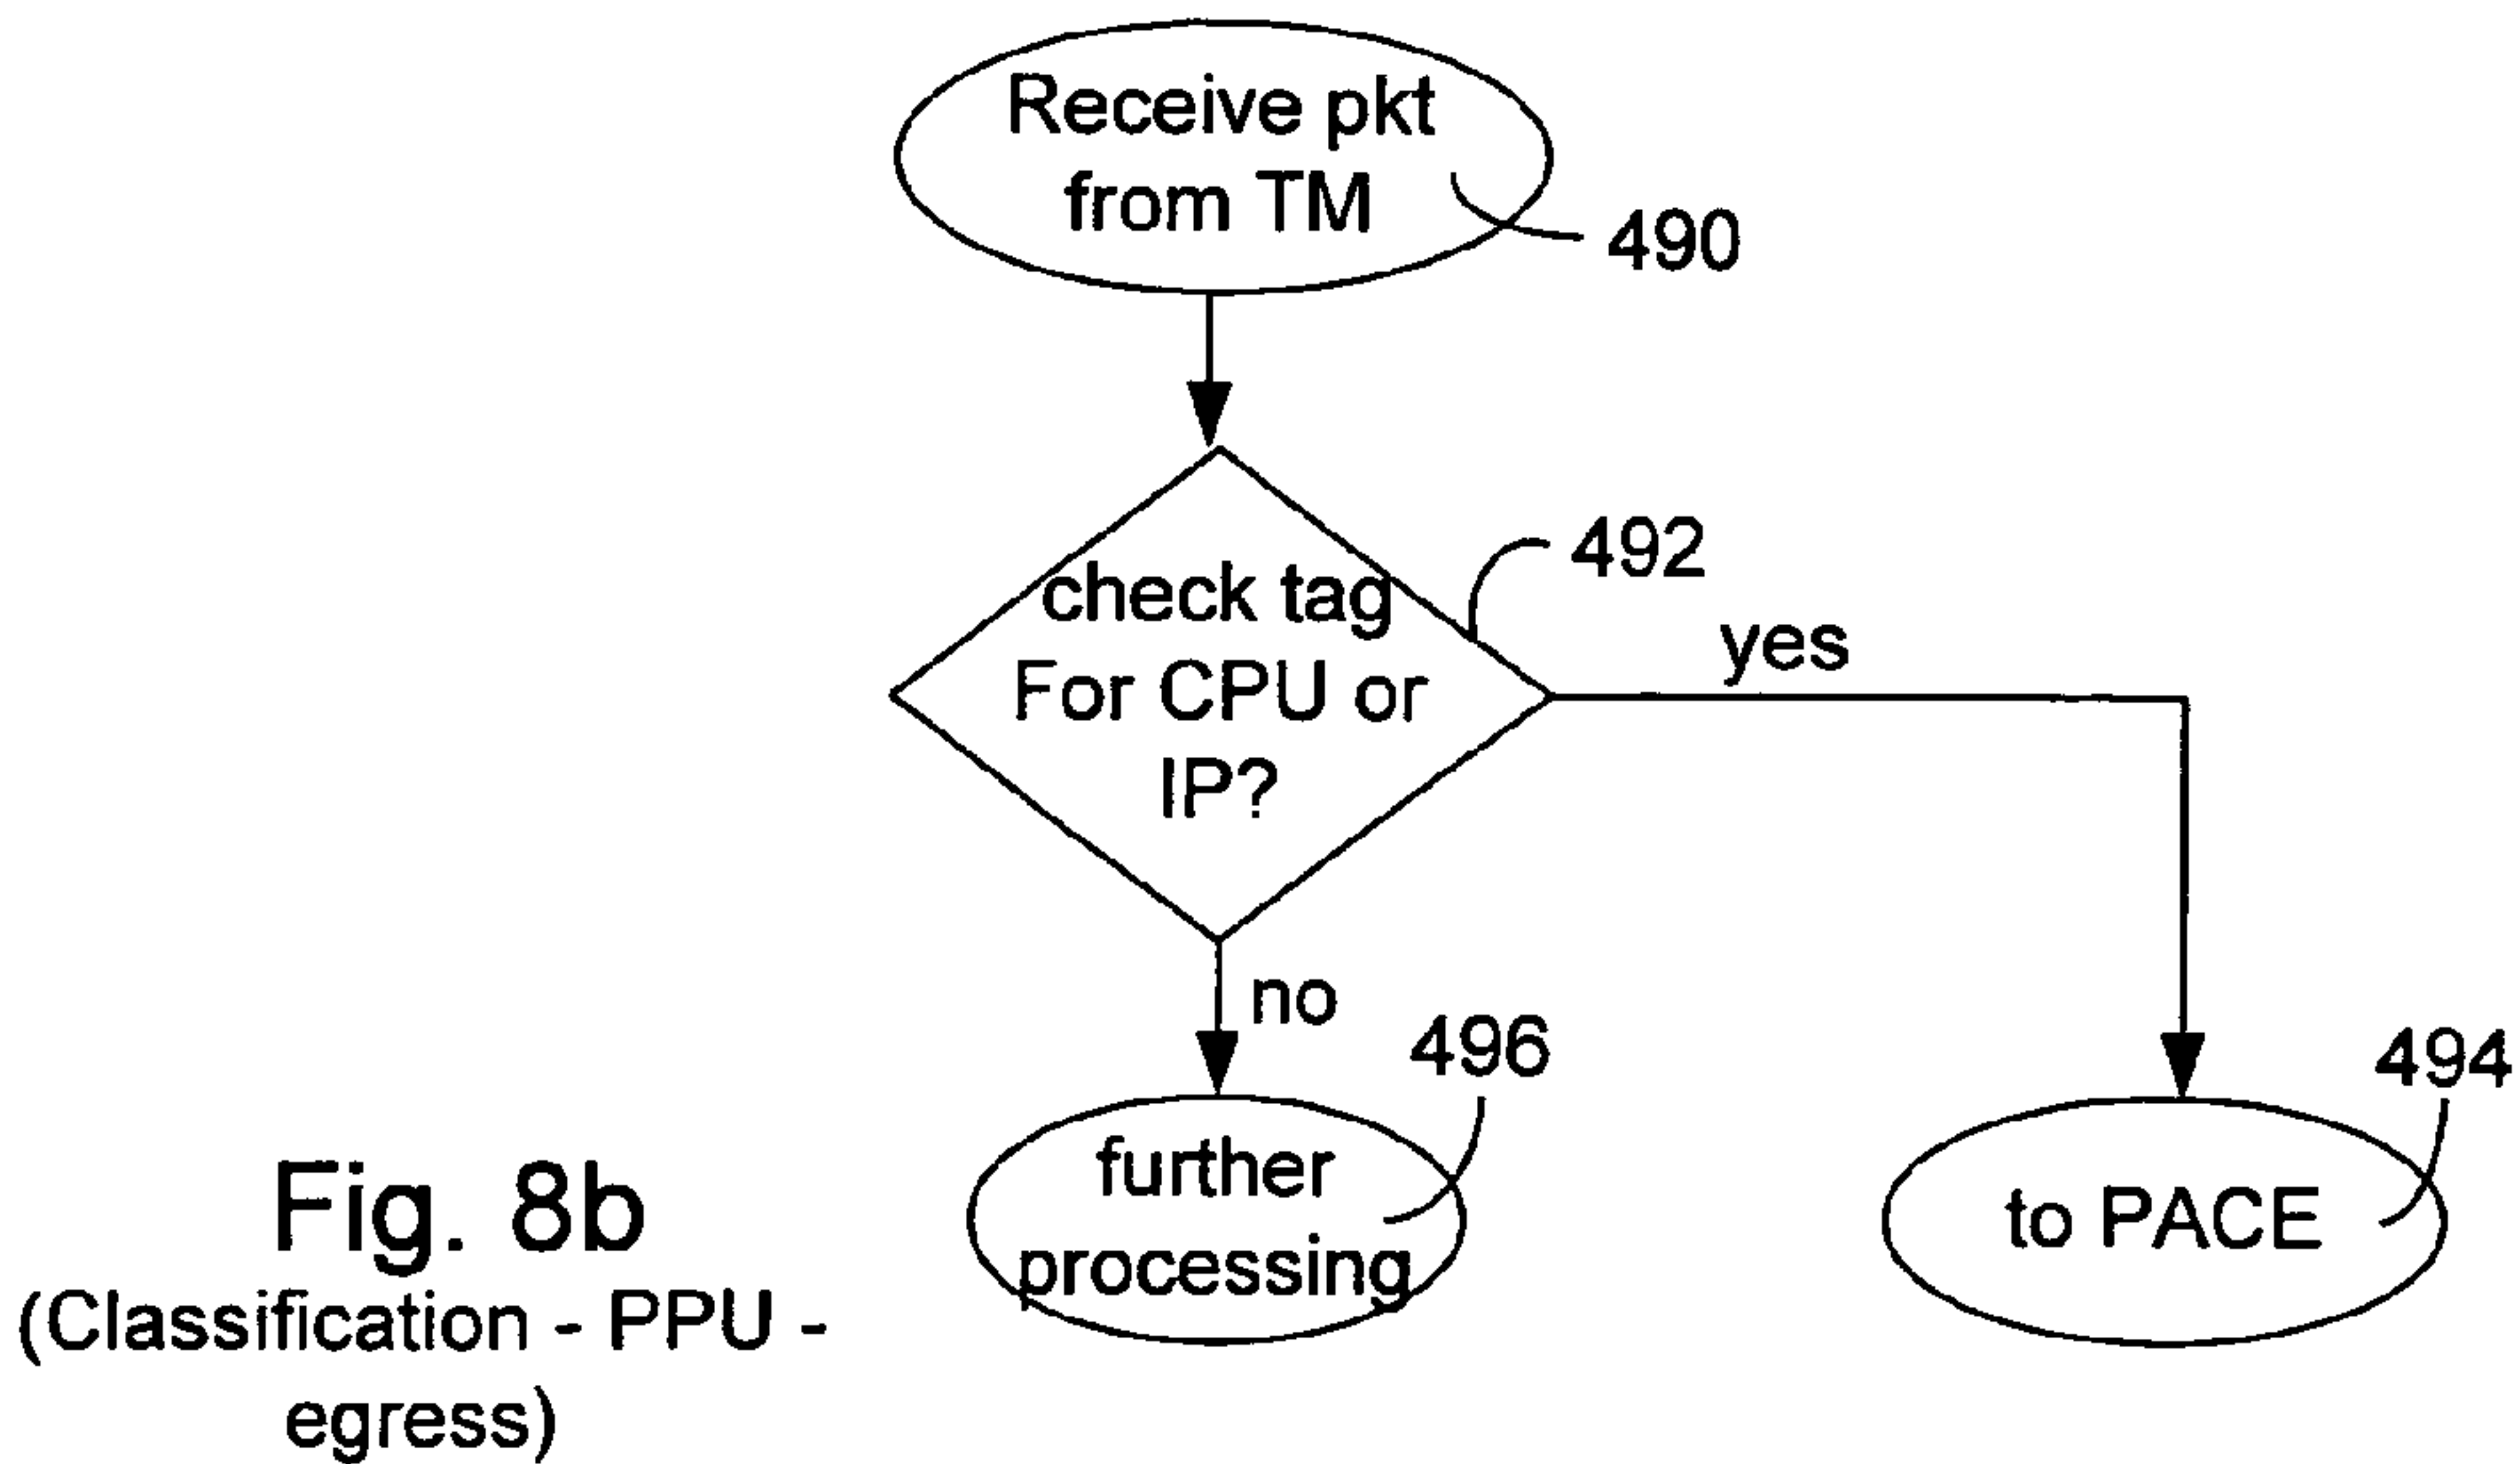 Receive pkt
from TM
490
check tag
For CPU or
IP?
492
yes
no
496
further
processing
494
to PACE
Fig. 8b
(Classification - PPU -
egress)